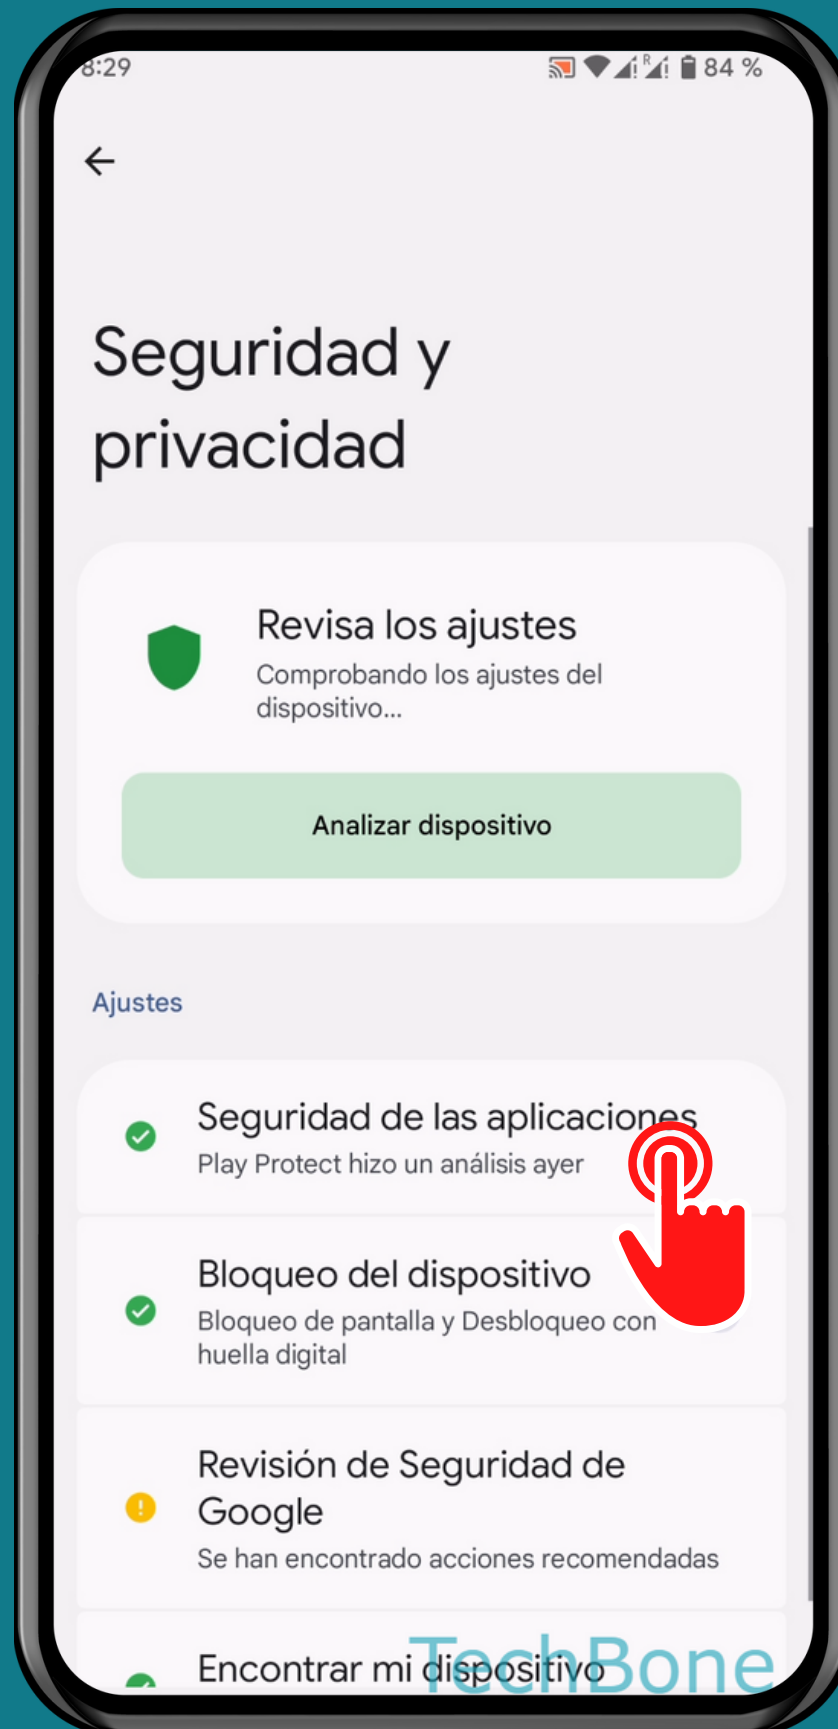 8:29
R
84 %
Seguridad y
privacidad
Revisa los ajustes
Comprobando los ajustes del
dispositivo...
Analizar dispositivo
Ajustes
Seguridad de las aplicaciones
Play Protect hizo un análisis ayer
Bloqueo del dispositivo
Bloqueo de pantalla y Desbloqueo con
huella digital
Revisión de Seguridad de
Google
Se han encontrado acciones recomendadas
Encontrar mi dispositivo
TechBone